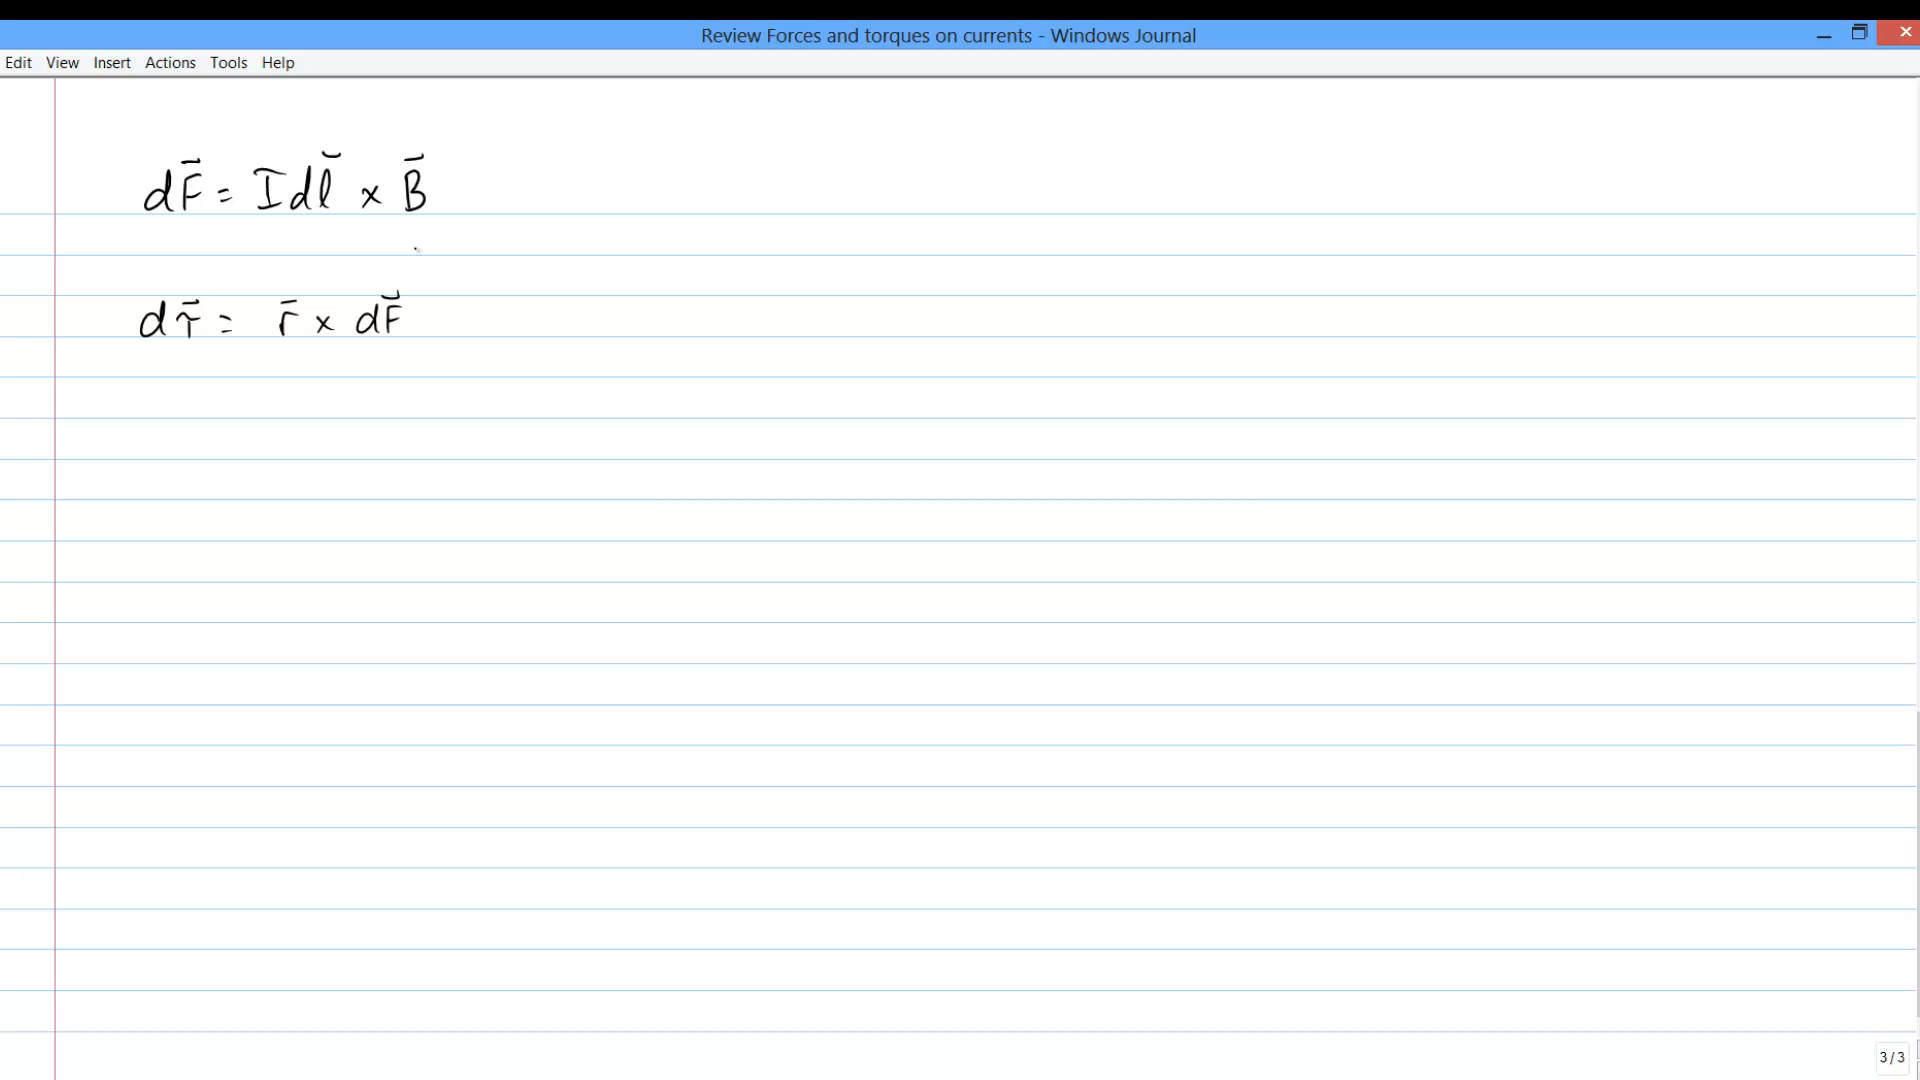 Review Forces and torques on currents - Windows Journal
Edit View Insert Actions Tools Help
dF̄ = I dl̄ × B̄
dτ̄ = r̄ × dF̄
3 / 3